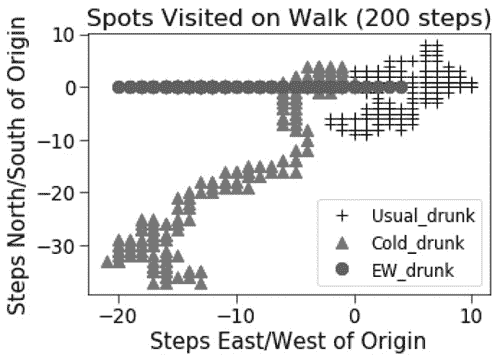 Spots Visited on Walk (200 steps)
Steps North/South of Origin
10
0
−10
−20
−30
Usual_drunk
Cold_drunk
EW_drunk
−20
−10
0
10
Steps East/West of Origin